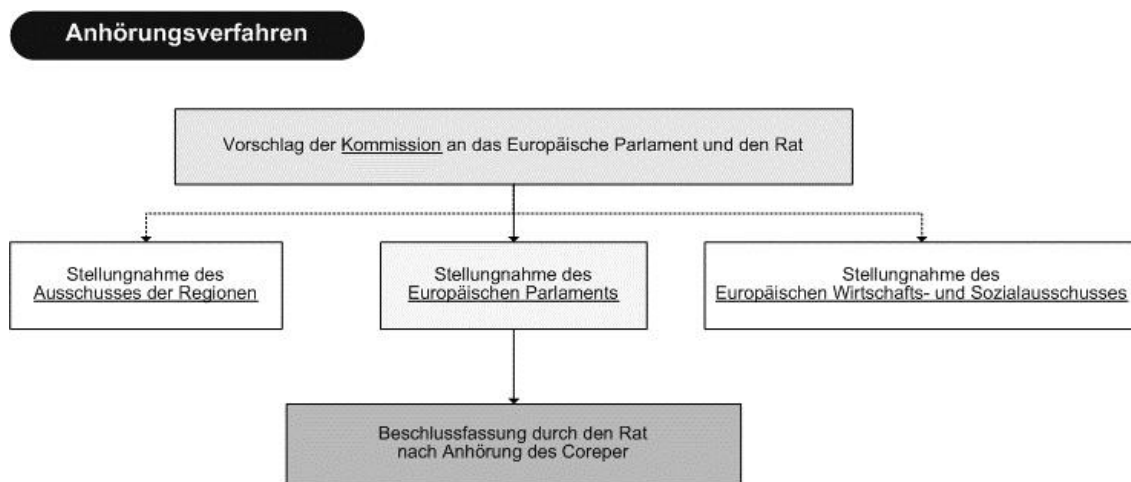 Anhörungsverfahren
Vorschlag der Kommission an das Europäische Parlament und den Rat
Stellungnahme des
Ausschusses der Regionen
Stellungnahme des
Europäischen Parlaments
Stellungnahme des
Europäischen Wirtschafts- und Sozialausschusses
Beschlussfassung durch den Rat
nach Anhörung des Coreper